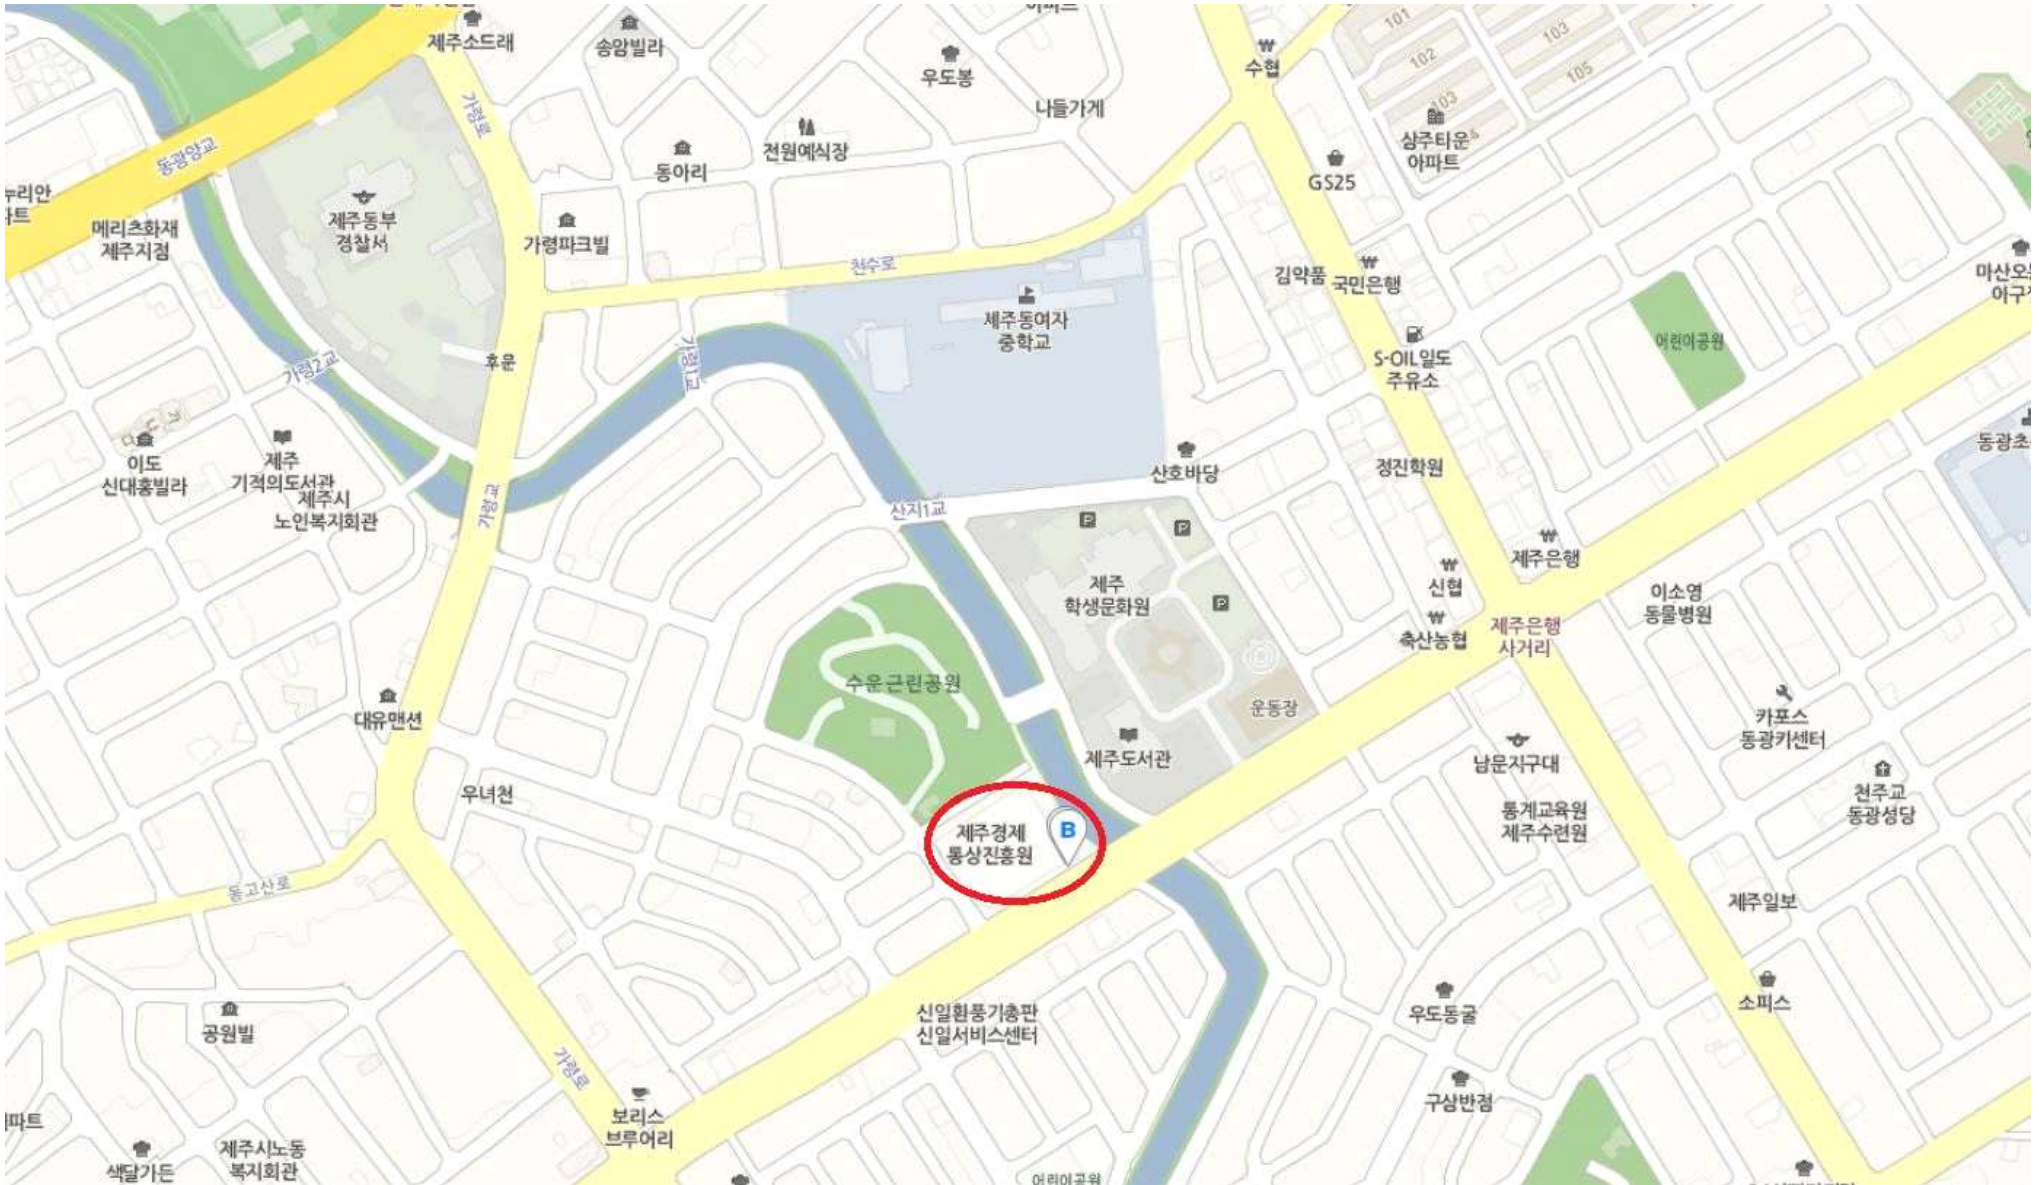 제주소드래
송암빌라
우도봉
수협
101
102
103
105
103
나들가게
가령로
동광양교
동아리
전원예식장
삼주타운
아파트
GS25
메리츠화재
제주지점
제주동부
경찰서
가령파크빌
천수로
김약품
국민은행
제주동여자
중학교
어린이공원
S-OIL일도
주유소
가령1교
후문
가령2교
이도
신대홍빌라
제주
기적의도서관
제주시
노인복지회관
산호바당
정진학원
가령교
산지1교
제주은행
신협
축산농협
제주은행
사거리
이소영
동물병원
제주
학생문화원
P
P
P
수운근린공원
운동장
제주도서관
대유맨션
우녀천
카포스
동광키센터
남문지구대
천주교
동광성당
통계교육원
제주수련원
제주경제
통상진흥원
B
동고산로
제주일보
소피스
신일환풍기총판
신일서비스센터
우도동굴
공원빌
가령로
보리스
브루어리
구상반점
제주시노동
복지회관
색달가든
어린이공원